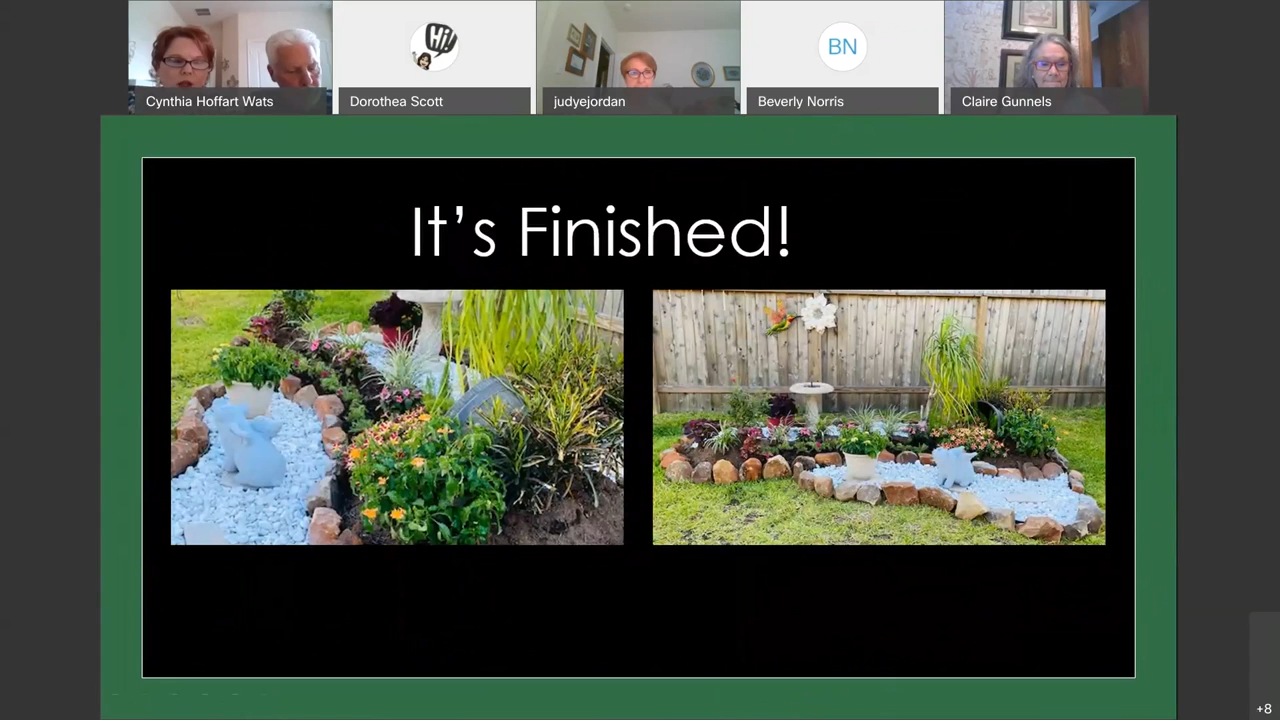 Hi!
BN
Cynthia Hoffart Wats
Dorothea Scott
judyejordan
Beverly Norris
Claire Gunnels
It's Finished!
+8